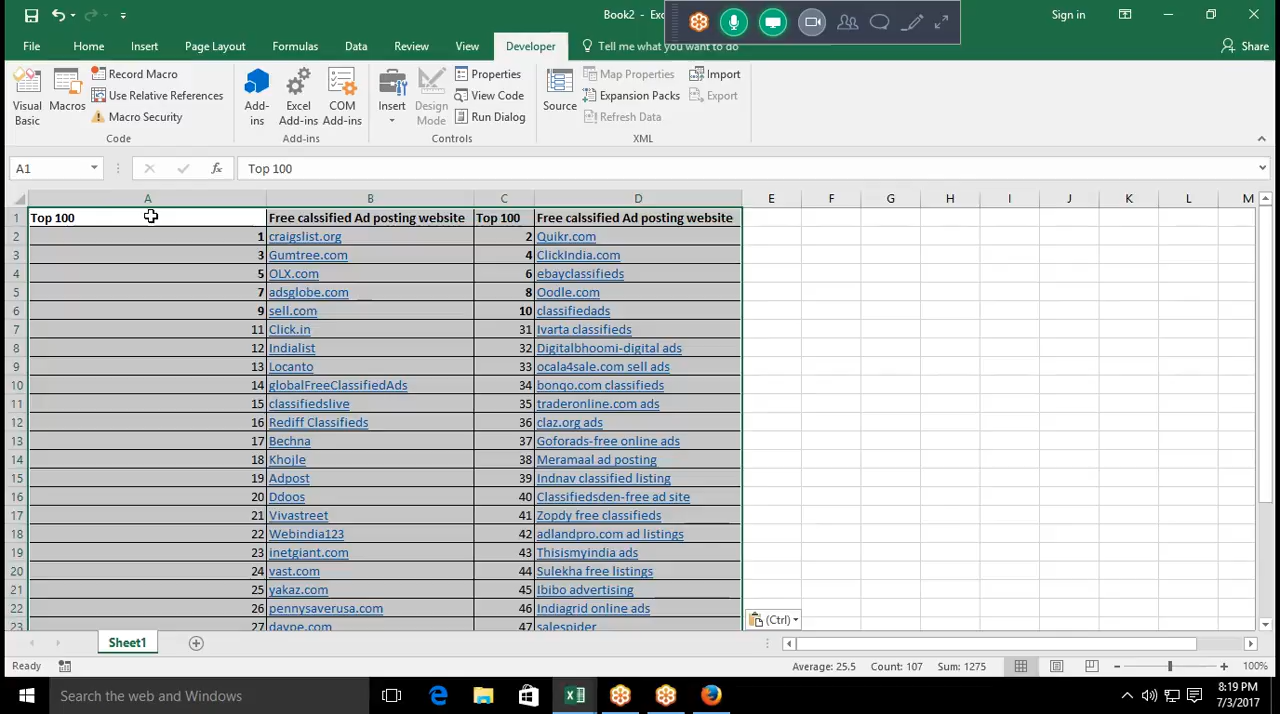 Book2 - Exc
Sign in
File Home Insert Page Layout Formulas Data Review View Developer Tell me what you want to do Share
Visual Basic
Macros
Record Macro
Use Relative References
Macro Security
Code
Add-ins
Excel Add-ins
COM Add-ins
Add-ins
Insert
Design Mode
Properties
View Code
Run Dialog
Controls
Source
Map Properties
Expansion Packs
Refresh Data
Import
Export
XML
A1 fx Top 100
A B C D E F G H I J K L M
1 Top 100 Free calssified Ad posting website Top 100 Free calssified Ad posting website
2 1 craigslist.org 2 Quikr.com
3 3 Gumtree.com 4 ClickIndia.com
4 5 OLX.com 6 ebayclassifieds
5 7 adsglobe.com 8 Oodle.com
6 9 sell.com 10 classifiedads
7 11 Click.in 31 Ivarta classifieds
8 12 Indialist 32 Digitalbhoomi-digital ads
9 13 Locanto 33 ocala4sale.com sell ads
10 14 globalFreeClassifiedAds 34 bonqo.com classifieds
11 15 classifiedslive 35 traderonline.com ads
12 16 Rediff Classifieds 36 claz.org ads
13 17 Bechna 37 Goforads-free online ads
14 18 Khojle 38 Meramaal ad posting
15 19 Adpost 39 Indnav classified listing
16 20 Ddoos 40 Classifiedsden-free ad site
17 21 Vivastreet 41 Zopdy free classifieds
18 22 Webindia123 42 adlandpro.com ad listings
19 23 inetgiant.com 43 Thisismyindia ads
20 24 vast.com 44 Sulekha free listings
21 25 yakaz.com 45 Ibibo advertising
22 26 pennysaverusa.com 46 Indiagrid online ads
23 27 daype.com 47 salespider
(Ctrl)
Sheet1
Ready Average: 25.5 Count: 107 Sum: 1275 100%
Search the web and Windows
8:19 PM
7/3/2017